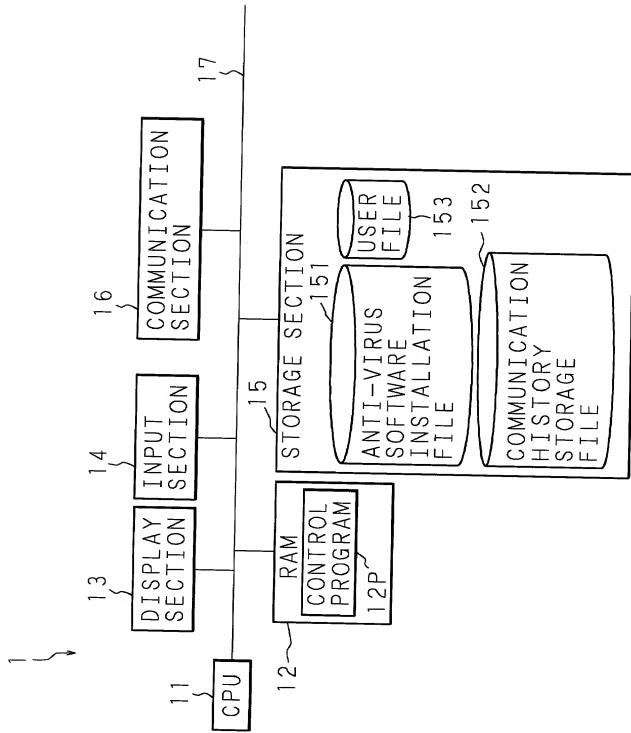 1
13
DISPLAY
SECTION
14
INPUT
SECTION
16
COMMUNICATION
SECTION
17
11
CPU
12
RAM
CONTROL
PROGRAM
12P
15
STORAGE SECTION
151
ANTI-VIRUS
SOFTWARE
INSTALLATION
FILE
USER
FILE
153
152
COMMUNICATION
HISTORY
STORAGE
FILE